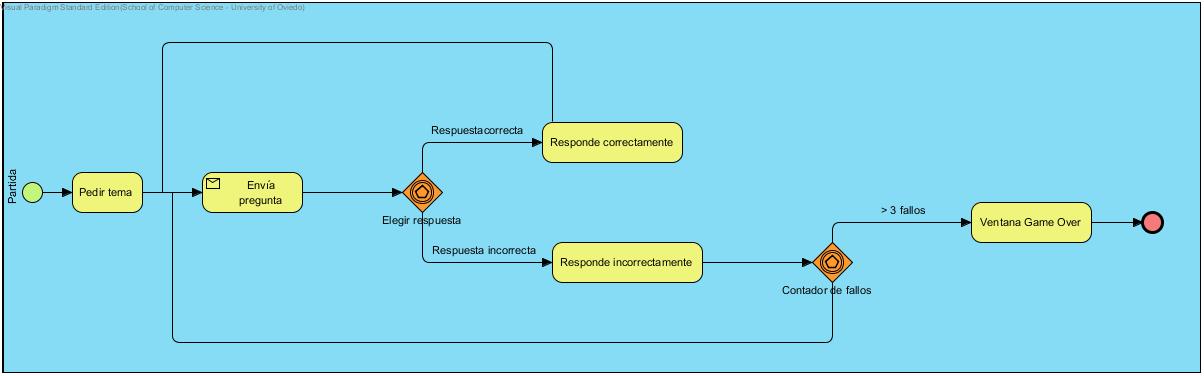 Visual Paradigm Standard Edition(School of Computer Science - University of Oviedo)
Partida
Pedir tema
Envía
pregunta
Elegir respuesta
Respuestacorrecta
Responde correctamente
Respuesta incorrecta
Responde incorrectamente
Contador de fallos
> 3 fallos
Ventana Game Over